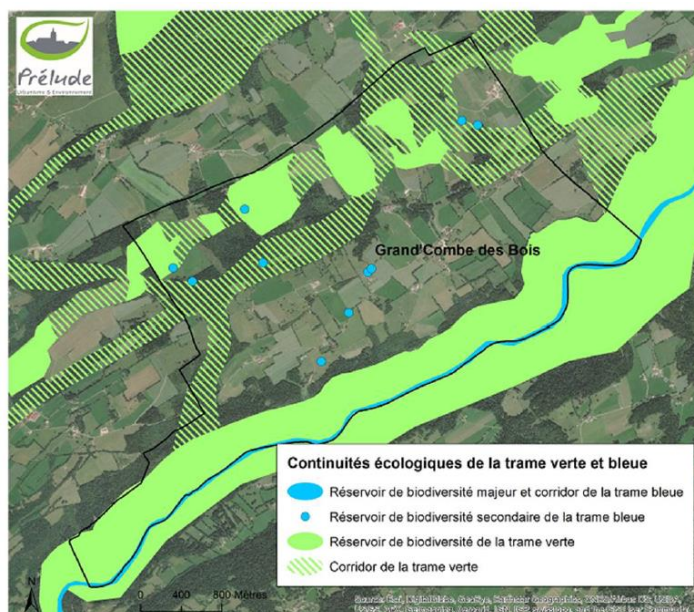 Prélude
Urbanisme & Environnement
Grand'Combe des Bois
Continuités écologiques de la trame verte et bleue
Réservoir de biodiversité majeur et corridor de la trame bleue
Réservoir de biodiversité secondaire de la trame bleue
Réservoir de biodiversité de la trame verte
Corridor de la trame verte
N
0 400 800 Mètres